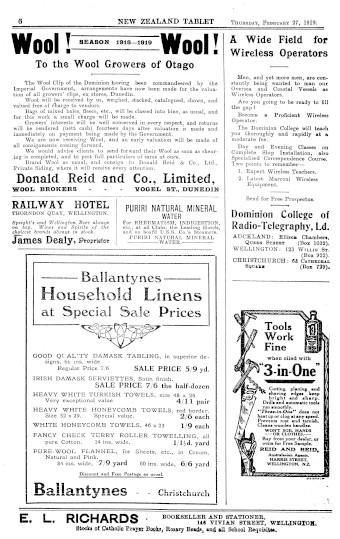 6 NEW ZEALAND TABLET THURSDAY, FEBRUARY 27, 1919.
Wool! SEASON 1918-1919 Wool!
To the Wool Growers of Otago
The Wool Clip of the Dominion having been commandeered by the
Imperial Government, arrangements have now been made for the valua-
tion of all growers' clips, ex stores, Dunedin.
Wool will be received by us, weighed, stacked, catalogued, shown, and
valued free of charge to vendors.
Bags of mixed bales, fleeces, etc., will be classed into bins, as usual, and
for this work a small charge will be made.
Growers' interests will be conserved in every respect, and returns
will be rendered (nett cash) fourteen days after valuation is made and
immediately on payment being made by the Government.
We are now receiving Wool, and an early valuation will be made of
all consignments coming forward.
We would advise clients to send forward their Wool as soon as shear-
ing is completed, and to post full particulars of same at once.
Brand Wool as usual, and consign to Donald Reid & Co., Ltd.,
Private Siding, where it will receive every attention.
Donald Reid and Co., Limited,
WOOL BROKERS - - VOGEL ST., DUNEDIN
RAILWAY HOTEL
THORNDON QUAY, WELLINGTON.
Speight's and Wellington Beer always
on tap. Wines and Spirits of the
choicest brands always in stock.
James Dealy, Proprietor
PURIRI NATURAL MINERAL
WATER
For RHEUMATISM, INDIGESTION,
etc., at all Clubs, the Leading Hotels,
and on board U.S.S. Co.'s Steamers.
PURIRI NATURAL MINERAL
WATER.
Ballantynes
Household Linens
at Special Sale Prices
GOOD QUAL'TY DAMASK TABLING, in superior de-
signs, 64 ins. wide
Regular Price 7/6 SALE PRICE 5/9 yd.
IRISH DAMASK SERVIETTES, Satin finish.
SALE PRICE 7/6 the half-dozen
HEAVY WHITE TURKISH TOWELS, size
Very exceptional value 4/11 pair
HEAVY WHITE HONEYCOMB TOWELS, red border.
Size 52 x 29. Special value, 2/6 each
WHITE HONEYCOMB TOWELS, 46 x 23 1/9 each
FANCY CHECK TERRY ROLLER TOWELLING, all
pure Cotton. 14 ins. wide, 1/1½d. yard
PURE WOOL FLANNEL, for Sheets, etc., in Cream,
Natural and Pink.
54 ins. wide, 7/9 yard 60 ins. wide, 6/6 yard
Discount and Free Postage as usual.
Ballantynes - - Christchurch
A Wide Field for
Wireless Operators
Men, and yet more men, are con-
stantly being wanted to man our
Oversea and Coastal Vessels as
Wireless Operators.
Are you going to be ready to fill
the gap?
Become a Proficient Wireless
Operator.
The Dominion College will teach
you thoroughly and rapidly at a
moderate fee.
Day and Evening Classes on
Complete Ship Installation, also
Specialised Correspondence Course.
Two points to remember—
1. Expert Wireless Teachers.
2. Latest Marconi Wireless
Equipment.
Send for Free Prospectus.
Dominion College of
Radio-Telegraphy, Ld.
AUCKLAND: Ellison Chambers,
QUEEN STREET (Box 1032).
WELLINGTON: 123 WILLIS ST.
(Box 922).
CHRISTCHURCH: CATHEDRAL
SQUARE (Box 729).
Tools
Work
Fine
when oiled with
"3-in-One"
Cutting, planing and
shaving edges keep
bright and sharp.
Drills and automatic tools
run smoothly.
"Three-in-One" does not
heat up or clog at any speed.
Prevents rust and tarnish.
Cleans wooden handles.
WON'T SOIL HANDS
OR CLOTHES.
Buy from your dealer, or
write for Free Sample.
REID AND REID,
Australasian Agents,
HARRIS STREET,
WELLINGTON, N.Z.
E. L. RICHARDS - BOOKSELLER AND STATIONER,
146 VIVIAN STREET, WELLINGTON.
Stocks of Catholic Prayer Books, Rosary Beads, and all School Requisites.